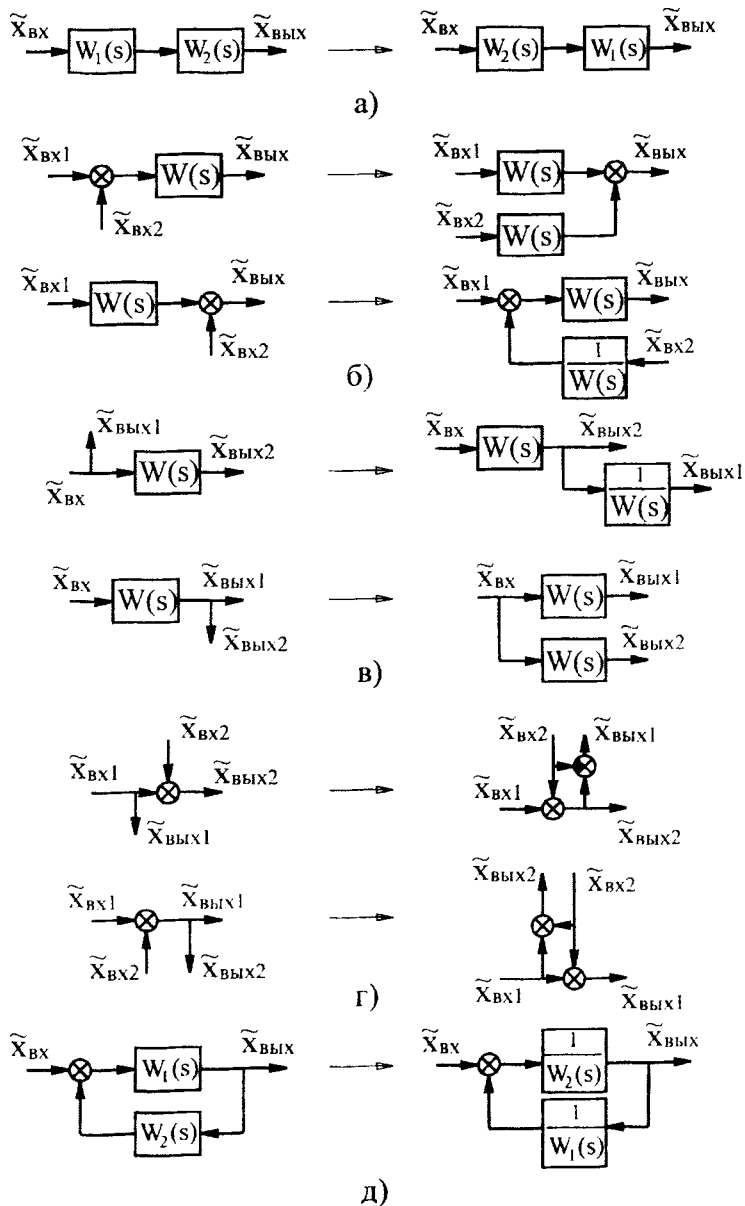 x̃вх W₁(s) W₂(s) x̃вых x̃вх W₂(s) W₁(s) x̃вых
а)
x̃вх1 W(s) x̃вых x̃вх1 W(s) x̃вых
x̃вх2 x̃вх2 W(s)
x̃вх1 W(s) x̃вых x̃вх1 W(s) x̃вых
x̃вх2 1/W(s) x̃вх2
б)
x̃вых1 x̃вх W(s) x̃вых2
x̃вх W(s) x̃вых2 1/W(s) x̃вых1
x̃вх W(s) x̃вых1 x̃вх W(s) x̃вых1
x̃вых2 W(s) x̃вых2
в)
x̃вх2 x̃вх2 x̃вых1
x̃вх1 x̃вых2 x̃вх1
x̃вых1 x̃вых2
x̃вых2 x̃вх2
x̃вх1 x̃вых1
x̃вх2 x̃вых2 x̃вх1 x̃вых1
г)
x̃вх W₁(s) x̃вых x̃вх 1/W₂(s) x̃вых
W₂(s) 1/W₁(s)
д)